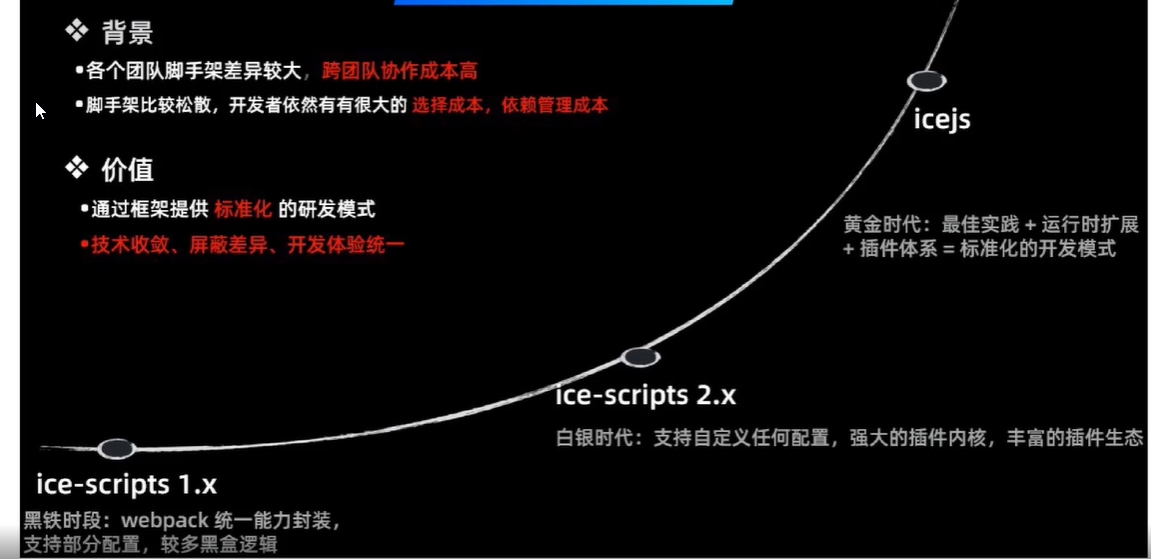 ❖ 背景
•各个团队脚手架差异较大，跨团队协作成本高
•脚手架比较松散，开发者依然有有很大的 选择成本，依赖管理成本
❖ 价值
•通过框架提供 标准化 的研发模式
•技术收敛、屏蔽差异、开发体验统一
icejs
黄金时代：最佳实践 + 运行时扩展
+ 插件体系 = 标准化的开发模式
ice-scripts 2.x
白银时代：支持自定义任何配置，强大的插件内核，丰富的插件生态
ice-scripts 1.x
黑铁时段：webpack 统一能力封装，
支持部分配置，较多黑盒逻辑